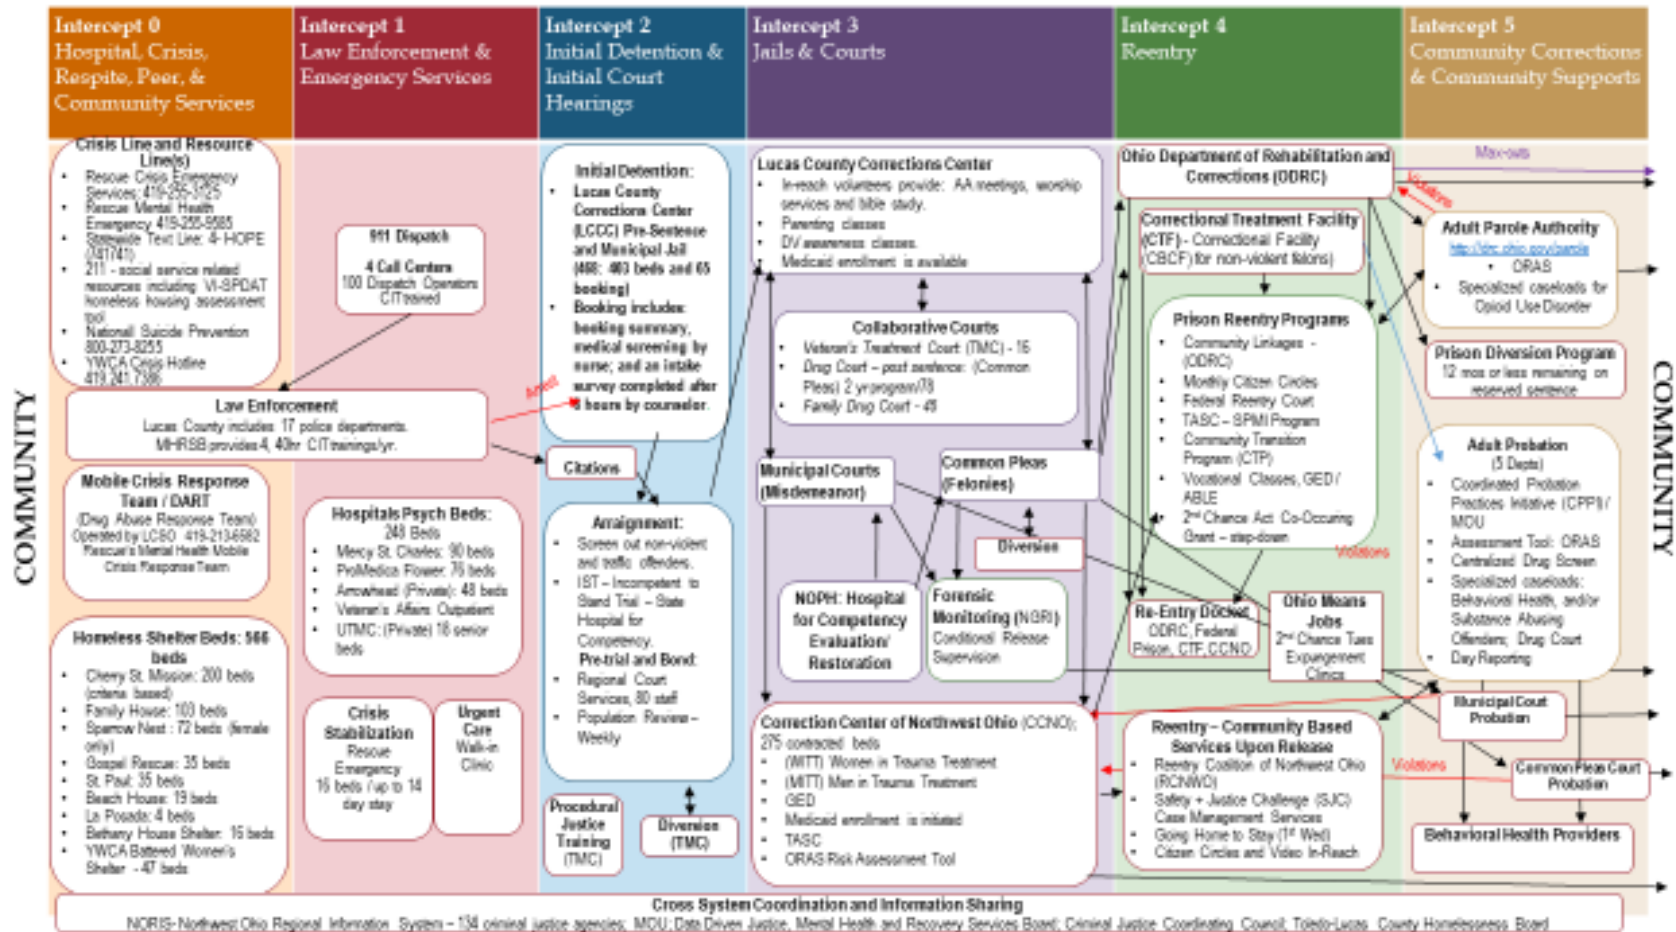 Intercept 0
Hospital, Crisis,
Respite, Peer, &
Community Services
Intercept 1
Law Enforcement &
Emergency Services
Intercept 2
Initial Detention &
Initial Court
Hearings
Intercept 3
Jails & Courts
Intercept 4
Reentry
Intercept 5
Community Corrections
& Community Supports
COMMUNITY
Crisis Line and Resource
Line(s)
• Rescue Crisis Emergency
Services: 419-255-3125
• Rescue Mental Health
Emergency 419-255-9585
• Statewide Text Line: 4- HOPE
(741741)
• 211 - social service related
resources including VI-SPDAT
homeless housing assessment
tool
• National Suicide Prevention
800-273-8255
• YWCA Crisis Hotline
419.241.7386
911 Dispatch
4 Call Centers
100 Dispatch Operators
CIT trained
Law Enforcement
Lucas County includes 17 police departments.
MHRSB provides 4, 40hr CIT trainings/yr.
Arrest
Mobile Crisis Response
Team / DART
(Drug Abuse Response Team)
Operated by LCSO 419-213-6582
Rescue's Mental Health Mobile
Crisis Response Team
Homeless Shelter Beds: 566
beds
• Cherry St. Mission: 200 beds
(criteria based)
• Family House: 103 beds
• Sparrow Nest : 72 beds (female
only)
• Gospel Rescue: 35 beds
• St. Paul: 35 beds
• Beach House: 19 beds
• La Posada: 4 beds
• Bethany House Shelter: 16 beds
• YWCA Battered Women's
Shelter - 47 beds
Hospitals Psych Beds:
248 Beds
• Mercy St. Charles: 90 beds
• ProMedica Flower: 76 beds
• Arrowhead (Private): 48 beds
• Veteran's Affairs Outpatient
• UTMC: (Private) 18 senior
beds
Crisis
Stabilization
Rescue
Emergency
16 beds / up to 14
day stay
Urgent
Care
Walk-in
Clinic
Initial Detention:
• Lucas County
Corrections Center
(LCCC) Pre-Sentence
and Municipal Jail
(468: 403 beds and 65
booking)
• Booking includes:
booking summary,
medical screening by
nurse; and an intake
survey completed after
hours by counselor.
Citations
Arraignment:
• Screen out non-violent
and traffic offenders.
• IST – Incompetent to
Stand Trial – State
Hospital for
Competency.
Pre-trial and Bond:
• Regional Court
Services, 80 staff
• Population Review –
Weekly
Procedural
Justice
Training
(TMC)
Diversion
(TMC)
Lucas County Corrections Center
• In-reach volunteers provide: AA meetings, worship
services and bible study.
• Parenting classes
• DV awareness classes.
• Medicaid enrollment is available
Collaborative Courts
• Veteran's Treatment Court: (TMC) - 16
• Drug Court – post sentence: (Common
Pleas) 2 yr program/78
• Family Drug Court -
Municipal Courts
(Misdemeanor)
Common Pleas
(Felonies)
Diversion
NOPH: Hospital
for Competency
Evaluation/
Restoration
Forensic
Monitoring (NGRI)
Conditional Release
Supervision
Correction Center of Northwest Ohio (CCNO);
275 contracted beds
• (WITT) Women in Trauma Treatment
• (MITT) Men in Trauma Treatment
• GED
• Medicaid enrollment is initiated
• TASC
• ORAS Risk Assessment Tool
Ohio Department of Rehabilitation and
Corrections (ODRC)
Correctional Treatment Facility
(CTF) - Correctional Facility
(CBCF) for non-violent felons)
Prison Reentry Programs
• Community Linkages -
(ODRC)
• Monthly Citizen Circles
• Federal Reentry Court
• TASC – SPMI Program
• Community Transition
Program (CTP)
• Vocational Classes, GED /
ABLE
• 2nd Chance Act Co-Occuring
Grant – step-down
Violations
Re-Entry Docket
ODRC, Federal
Prison, CTF, CCNO
Ohio Means
Jobs
2nd Chance Tues
Expungement
Clinics
Reentry – Community Based
Services Upon Release
• Reentry Coalition of Northwest Ohio
(RCNWO)
• Safety + Justice Challenge (SJC)
Case Management Services
• Going Home to Stay (1st Wed)
• Citizen Circles and Video In-Reach
Max-outs
Violations
Adult Parole Authority
http://drc.ohio.gov/parole
• ORAS
• Specialized caseloads for
Opioid Use Disorder
Prison Diversion Program
12 mos or less remaining on
reserved sentence
Adult Probation
(5 Depts)
• Coordinated Probation
Practices Initiative (CPPI) /
MOU
• Assessment Tool: ORAS
• Centralized Drug Screen
• Specialized caseloads:
Behavioral Health, and/or
Substance Abusing
Offenders; Drug Court
• Day Reporting
Municipal Court
Probation
Violations
Common Pleas Court
Probation
Behavioral Health Providers
COMMUNITY
Cross System Coordination and Information Sharing
NORIS- Northwest Ohio Regional Information System – 134 criminal justice agencies; MOU; Data Driven Justice, Mental Health and Recovery Services Board; Criminal Justice Coordinating Council; Toledo-Lucas County Homelessness Board